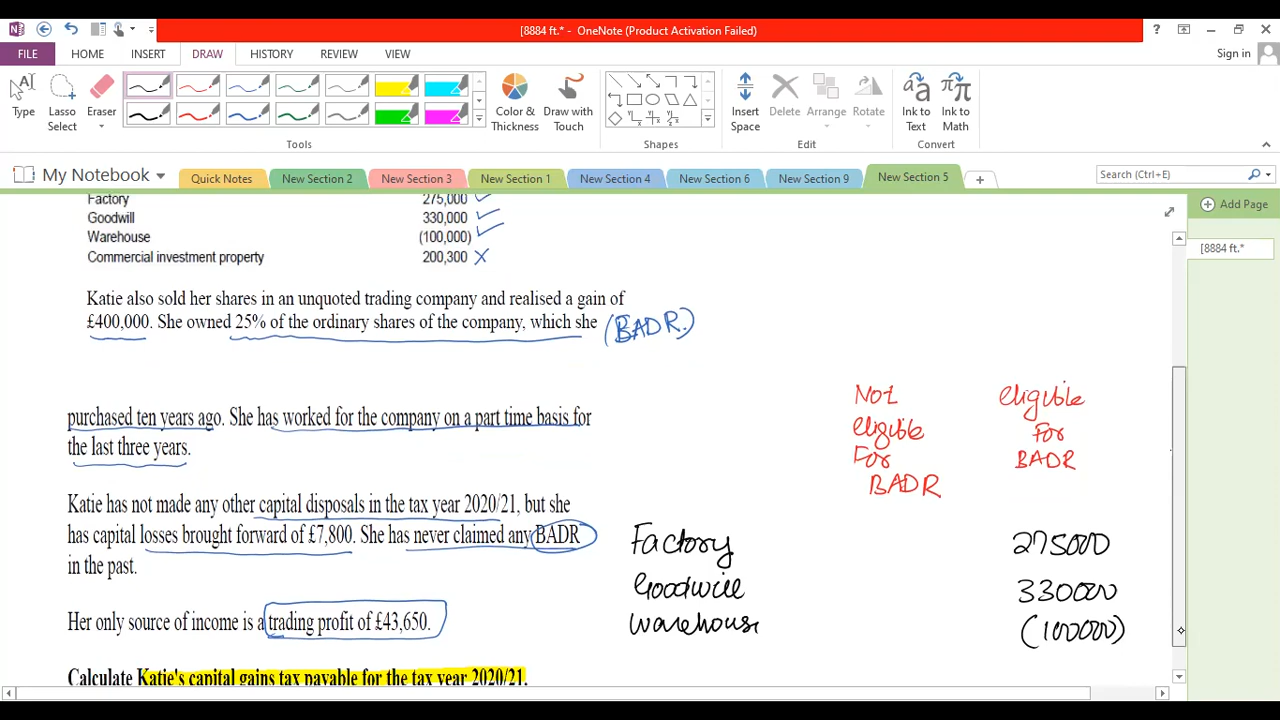 [8884 ft.* - OneNote (Product Activation Failed)
?
Sign in
FILE HOME INSERT DRAW HISTORY REVIEW VIEW
Type
Lasso Select
Eraser
Color & Thickness
Draw with Touch
Insert Space
Delete
Arrange
Rotate
Ink to Text
Ink to Math
Tools
Shapes
Edit
Convert
My Notebook
Quick Notes
New Section 2
New Section 3
New Section 1
New Section 4
New Section 6
New Section 9
New Section 5
Search (Ctrl+E)
Add Page
[8884 ft.*
Factory 275,000
Goodwill 330,000
Warehouse (100,000)
Commercial investment property 200,300
Katie also sold her shares in an unquoted trading company and realised a gain of
£400,000. She owned 25% of the ordinary shares of the company, which she
(BADR.)
purchased ten years ago. She has worked for the company on a part time basis for
the last three years.
Katie has not made any other capital disposals in the tax year 2020/21, but she
has capital losses brought forward of £7,800. She has never claimed any BADR
in the past.
Her only source of income is a trading profit of £43,650.
Calculate Katie's capital gains tax payable for the tax year 2020/21.
Not
eligible
For
BADR
eligible
For
BADR
Factory 275000
Goodwill 330000
Warehouse (100000)